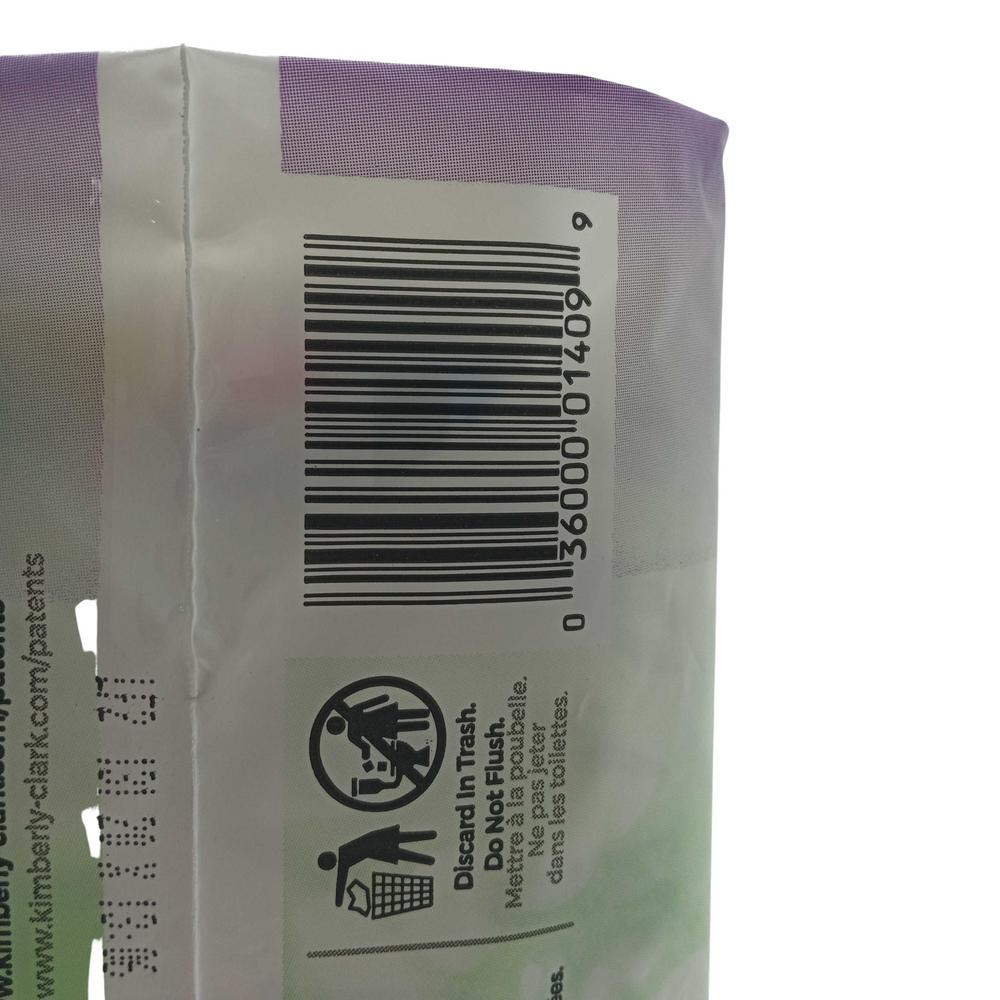 www.kimberly-clark.com/patents
0 36000 01409 9
Discard In Trash.
Do Not Flush.
Mettre à la poubelle.
Ne pas jeter
dans les toilettes.